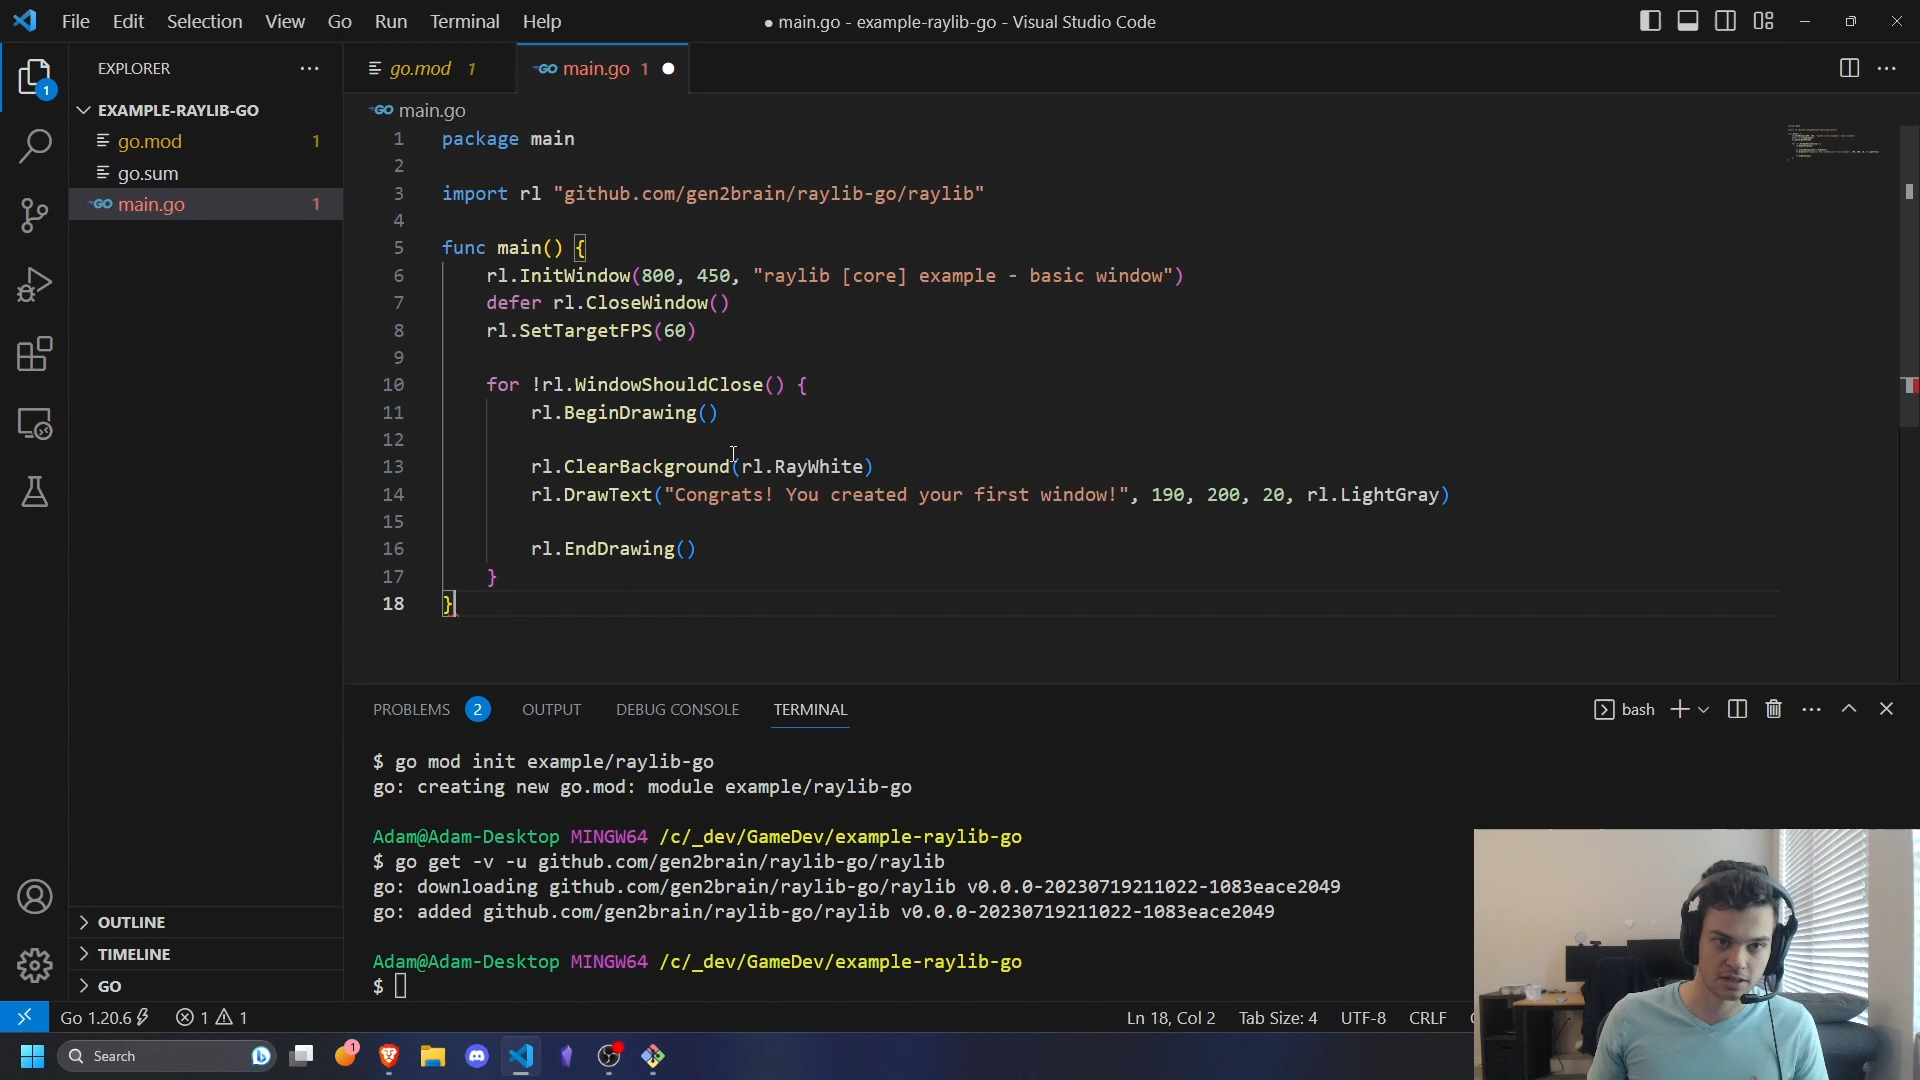 File Edit Selection View Go Run Terminal Help
● main.go - example-raylib-go - Visual Studio Code
EXPLORER
go.mod 1
main.go 1
1
EXAMPLE-RAYLIB-GO
go.mod 1
go.sum
main.go 1
main.go
1 package main
2
3 import rl "github.com/gen2brain/raylib-go/raylib"
4
5 func main() {
6 rl.InitWindow(800, 450, "raylib [core] example - basic window")
7 defer rl.CloseWindow()
8 rl.SetTargetFPS(60)
9
10 for !rl.WindowShouldClose() {
11 rl.BeginDrawing()
12
13 rl.ClearBackground(rl.RayWhite)
14 rl.DrawText("Congrats! You created your first window!", 190, 200, 20, rl.LightGray)
15
16 rl.EndDrawing()
17 }
18 }
PROBLEMS 2 OUTPUT DEBUG CONSOLE TERMINAL
bash
$ go mod init example/raylib-go
go: creating new go.mod: module example/raylib-go
Adam@Adam-Desktop MINGW64 /c/_dev/GameDev/example-raylib-go
$ go get -v -u github.com/gen2brain/raylib-go/raylib
go: downloading github.com/gen2brain/raylib-go/raylib v0.0.0-20230719211022-1083eace2049
go: added github.com/gen2brain/raylib-go/raylib v0.0.0-20230719211022-1083eace2049
Adam@Adam-Desktop MINGW64 /c/_dev/GameDev/example-raylib-go
$
OUTLINE
TIMELINE
GO
Go 1.20.6 1 1
Ln 18, Col 2 Tab Size: 4 UTF-8 CRLF
Search
1